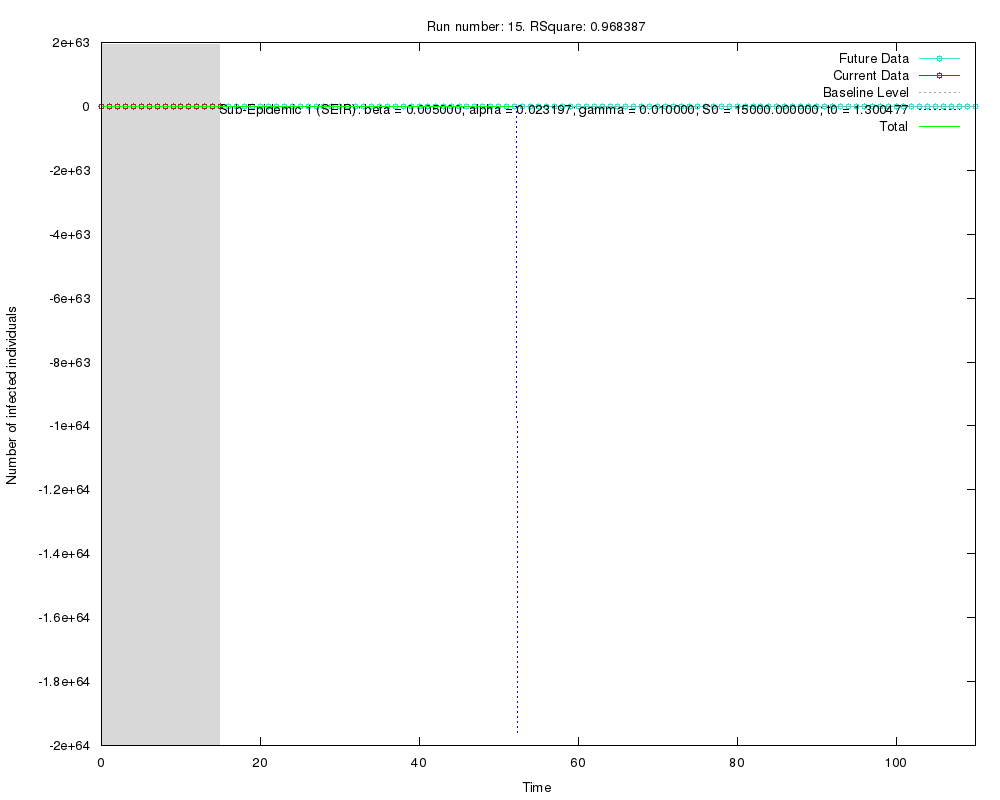 Run number: 15. RSquare: 0.968387
2e+63
0
-2e+63
-4e+63
-6e+63
-8e+63
-1e+64
-1.2e+64
-1.4e+64
-1.6e+64
-1.8e+64
-2e+64
Number of infected individuals
Future Data
Current Data
Baseline Level
Sub-Epidemic 1 (SEIR): beta = 0.005000, alpha = 0.023197, gamma = 0.010000, S0 = 15000.000000, t0 = 1.300477
Total
0 20 40 60 80 100
Time